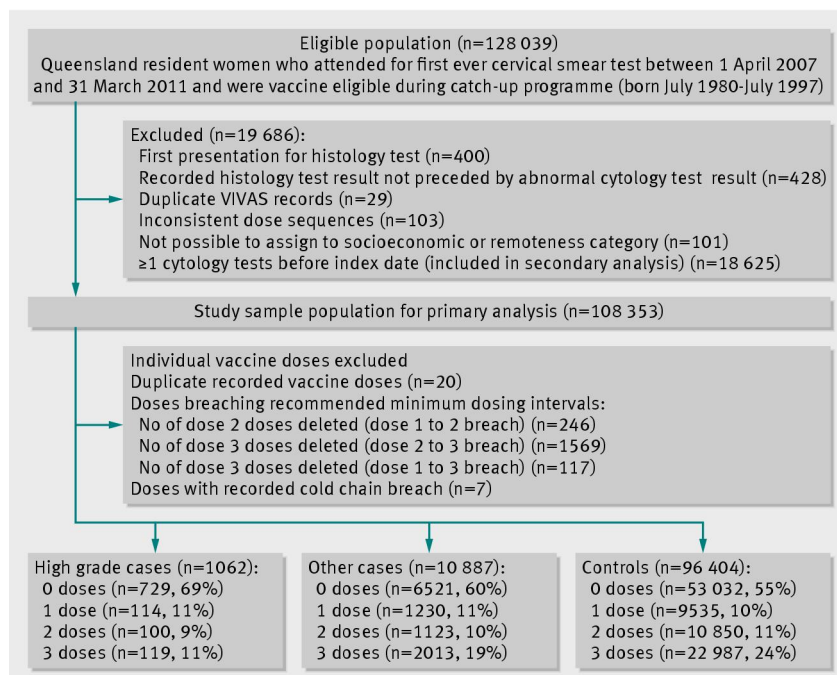 Eligible population (n=128 039)
Queensland resident women who attended for first ever cervical smear test between 1 April 2007
and 31 March 2011 and were vaccine eligible during catch-up programme (born July 1980-July 1997)
Excluded (n=19 686):
First presentation for histology test (n=400)
Recorded histology test result not preceded by abnormal cytology test result (n=428)
Duplicate VIVAS records (n=29)
Inconsistent dose sequences (n=103)
Not possible to assign to socioeconomic or remoteness category (n=101)
≥1 cytology tests before index date (included in secondary analysis) (n=18 625)
Study sample population for primary analysis (n=108 353)
Individual vaccine doses excluded
Duplicate recorded vaccine doses (n=20)
Doses breaching recommended minimum dosing intervals:
No of dose 2 doses deleted (dose 1 to 2 breach) (n=246)
No of dose 3 doses deleted (dose 2 to 3 breach) (n=1569)
No of dose 3 doses deleted (dose 1 to 3 breach) (n=117)
Doses with recorded cold chain breach (n=7)
High grade cases (n=1062):
0 doses (n=729, 69%)
1 dose (n=114, 11%)
2 doses (n=100, 9%)
3 doses (n=119, 11%)
Other cases (n=10 887):
0 doses (n=6521, 60%)
1 dose (n=1230, 11%)
2 doses (n=1123, 10%)
3 doses (n=2013, 19%)
Controls (n=96 404):
0 doses (n=53 032, 55%)
1 dose (n=9535, 10%)
2 doses (n=10 850, 11%)
3 doses (n=22 987, 24%)